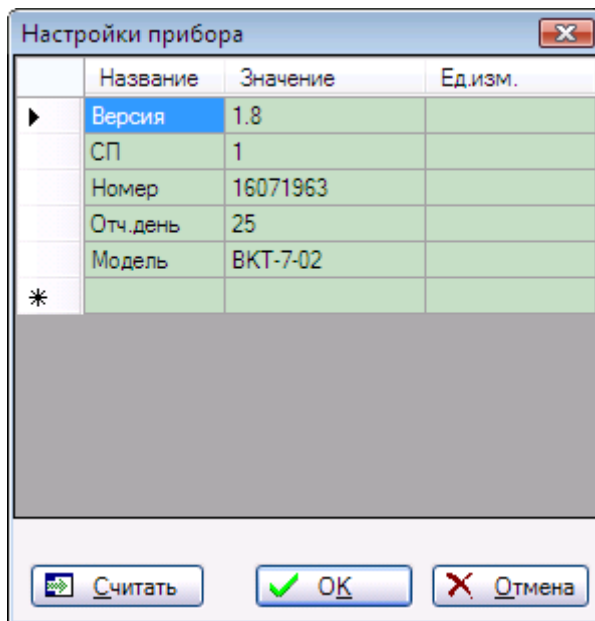 Настройки прибора
Название Значение Ед.изм.
Версия 1.8
СП 1
Номер 16071963
Отч.день 25
Модель ВКТ-7-02
Считать ОК Отмена